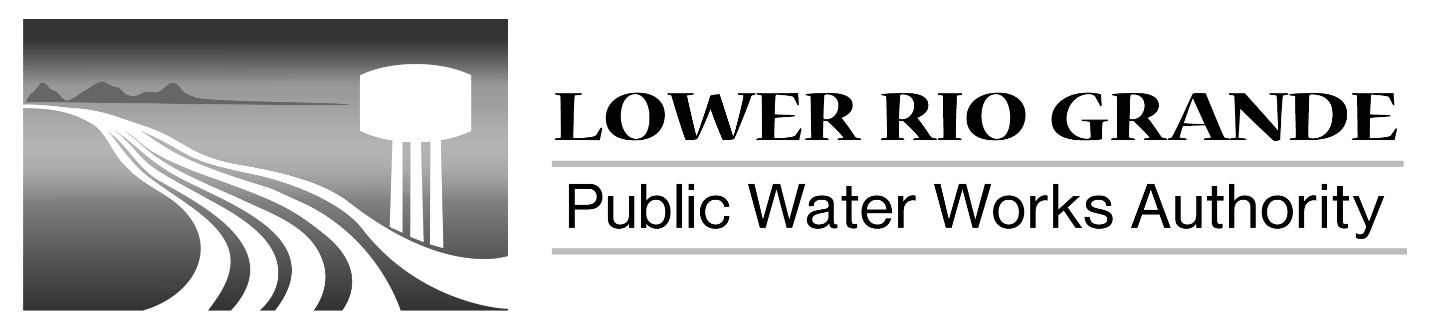 LOWER RIO GRANDE
Public Water Works Authority